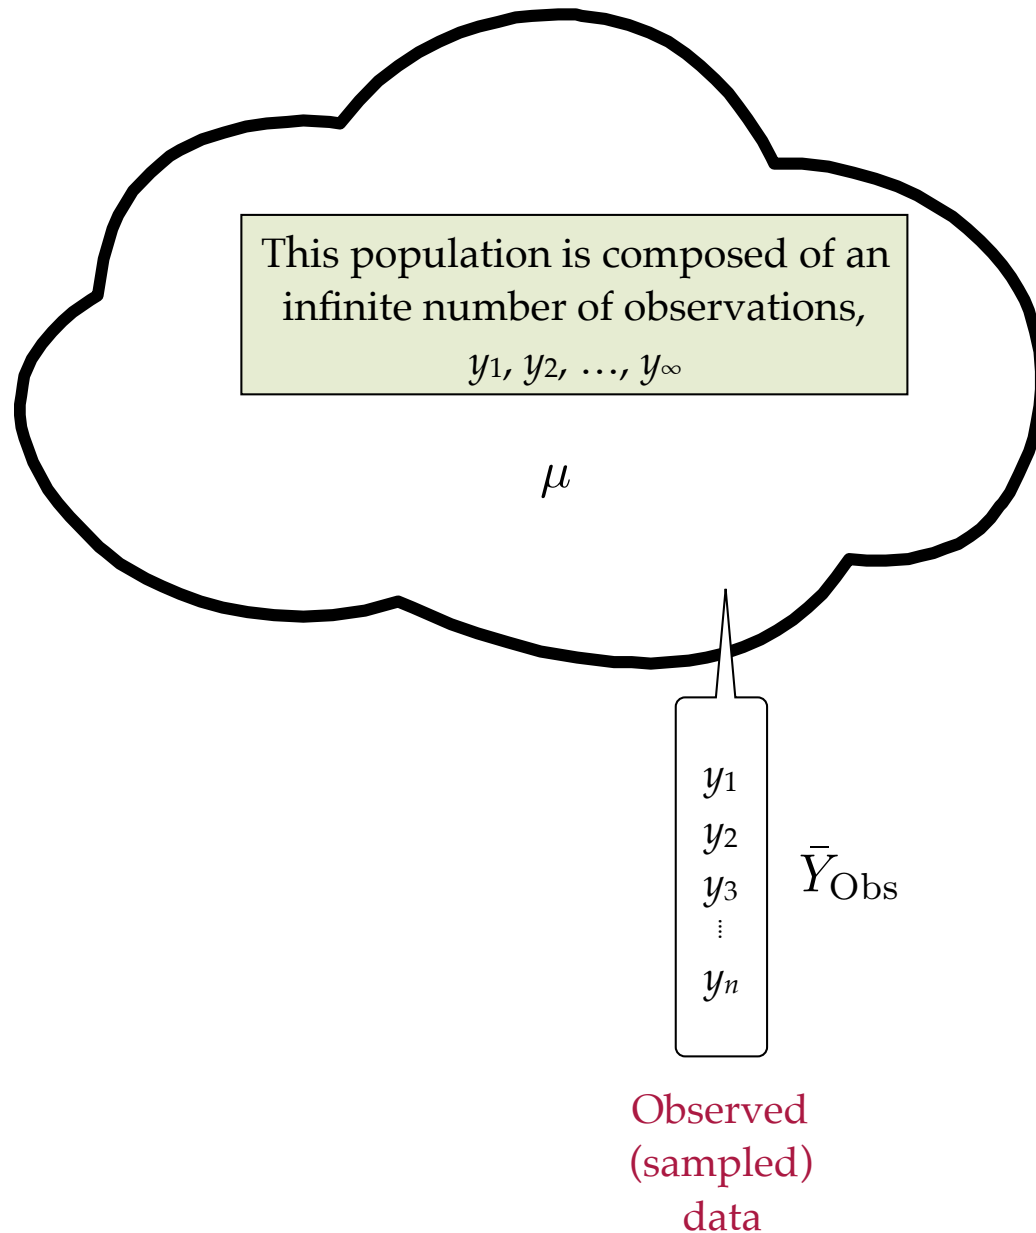 This population is composed of an
infinite number of observations,
y₁, y₂, …, y∞
μ
y₁
y₂
y₃
⋮
yₙ
Ȳ_Obs
Observed
(sampled)
data